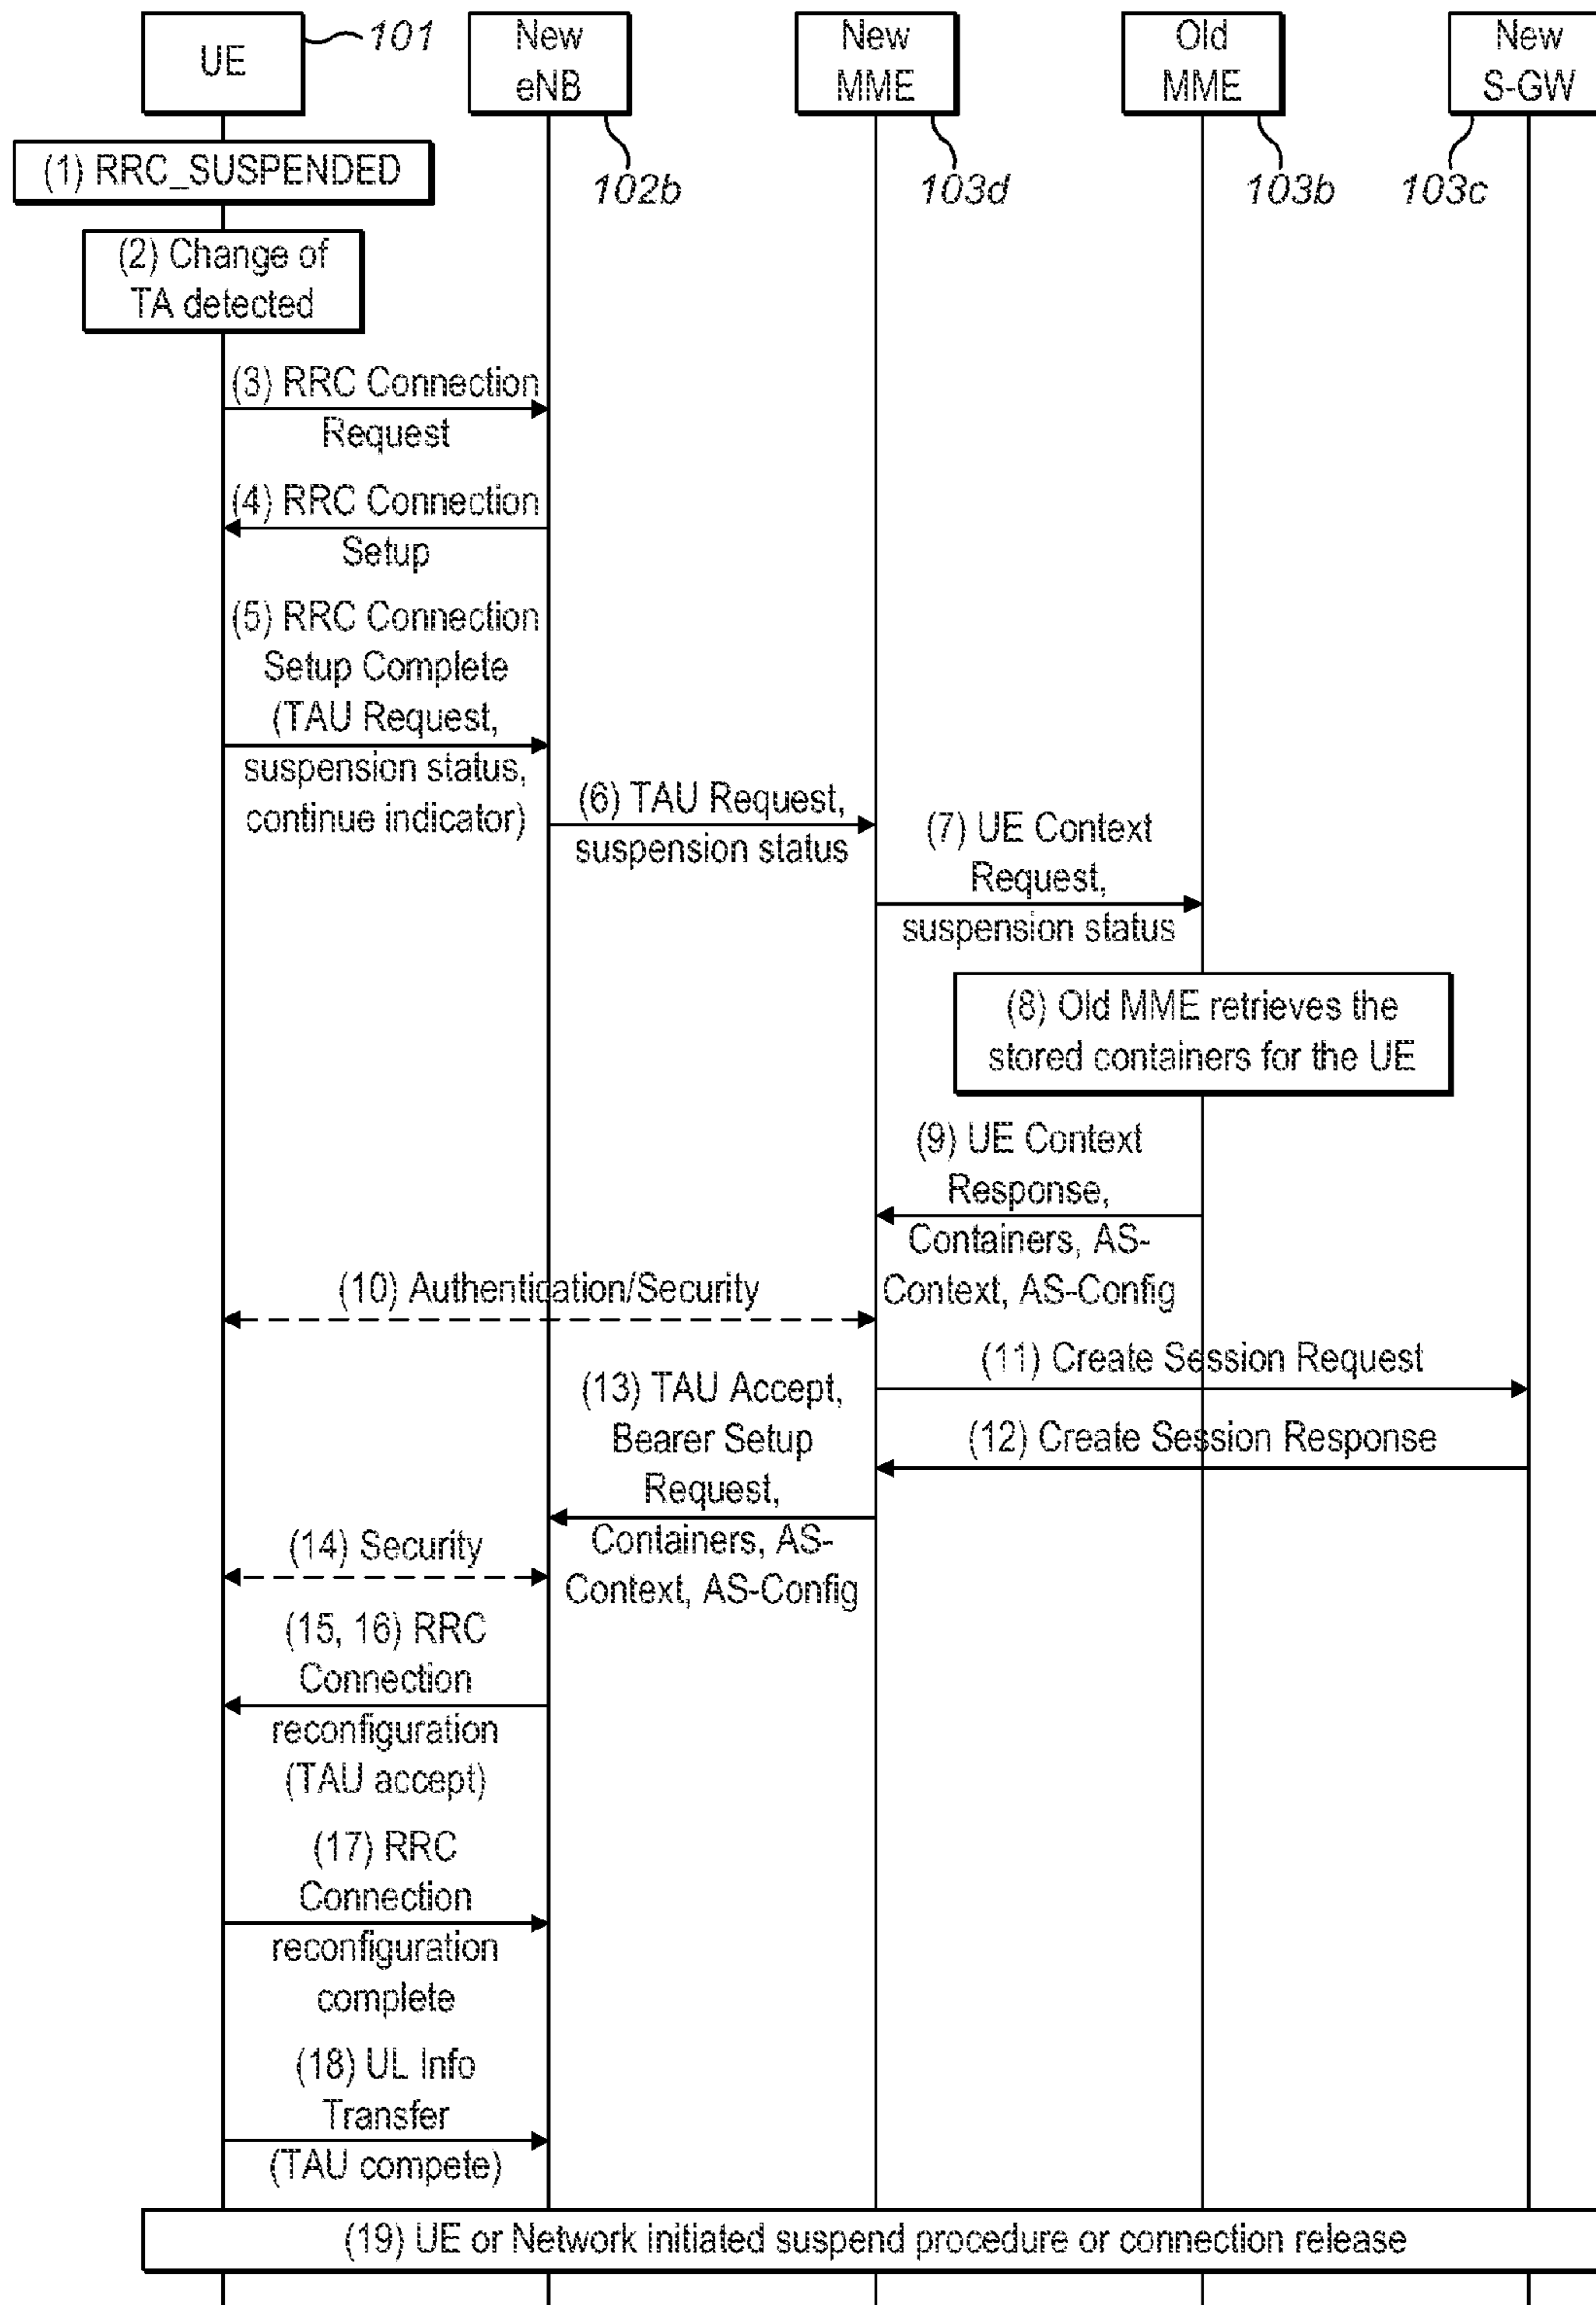 UE
101
New
eNB
New
MME
Old
MME
New
S-GW
102b
103d
103b
103c
(1) RRC_SUSPENDED
(2) Change of
TA detected
(3) RRC Connection
Request
(4) RRC Connection
Setup
(5) RRC Connection
Setup Complete
(TAU Request,
suspension status,
continue indicator)
(6) TAU Request,
suspension status
(7) UE Context
Request,
suspension status
(8) Old MME retrieves the
stored containers for the UE
(9) UE Context
Response,
Containers, AS-
Context, AS-Config
(10) Authentication/Security
(11) Create Session Request
(12) Create Session Response
(13) TAU Accept,
Bearer Setup
Request,
Containers, AS-
Context, AS-Config
(14) Security
(15, 16) RRC
Connection
reconfiguration
(TAU accept)
(17) RRC
Connection
reconfiguration
complete
(18) UL Info
Transfer
(TAU compete)
(19) UE or Network initiated suspend procedure or connection release